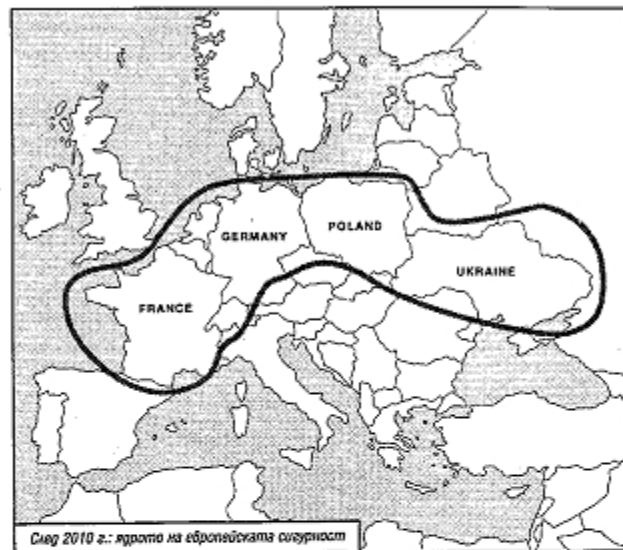 POLAND
GERMANY
UKRAINE
FRANCE
След 2010 г.: ядрото на европейската сигурност